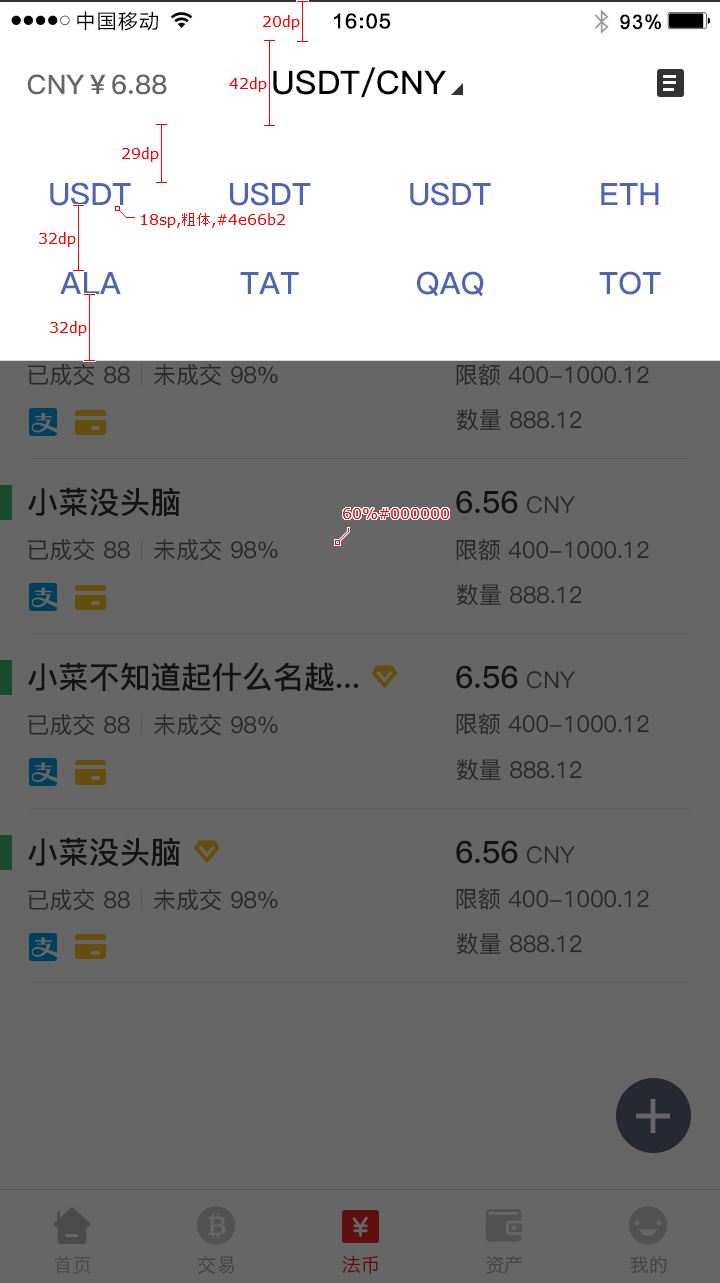 中国移动 20dp 16:05 93%
CNY ¥ 6.88 42dp USDT/CNY
29dp
USDT USDT USDT ETH
18sp,粗体,#4e66b2
32dp
ALA TAT QAQ TOT
32dp
已成交 88 未成交 98% 限额 400-1000.12
支 数量 888.12
小菜没头脑 60%#000000 6.56 CNY
已成交 88 未成交 98% 限额 400-1000.12
支 数量 888.12
小菜不知道起什么名越... 6.56 CNY
已成交 88 未成交 98% 限额 400-1000.12
支 数量 888.12
小菜没头脑 6.56 CNY
已成交 88 未成交 98% 限额 400-1000.12
支 数量 888.12
首页 交易 法币 资产 我的